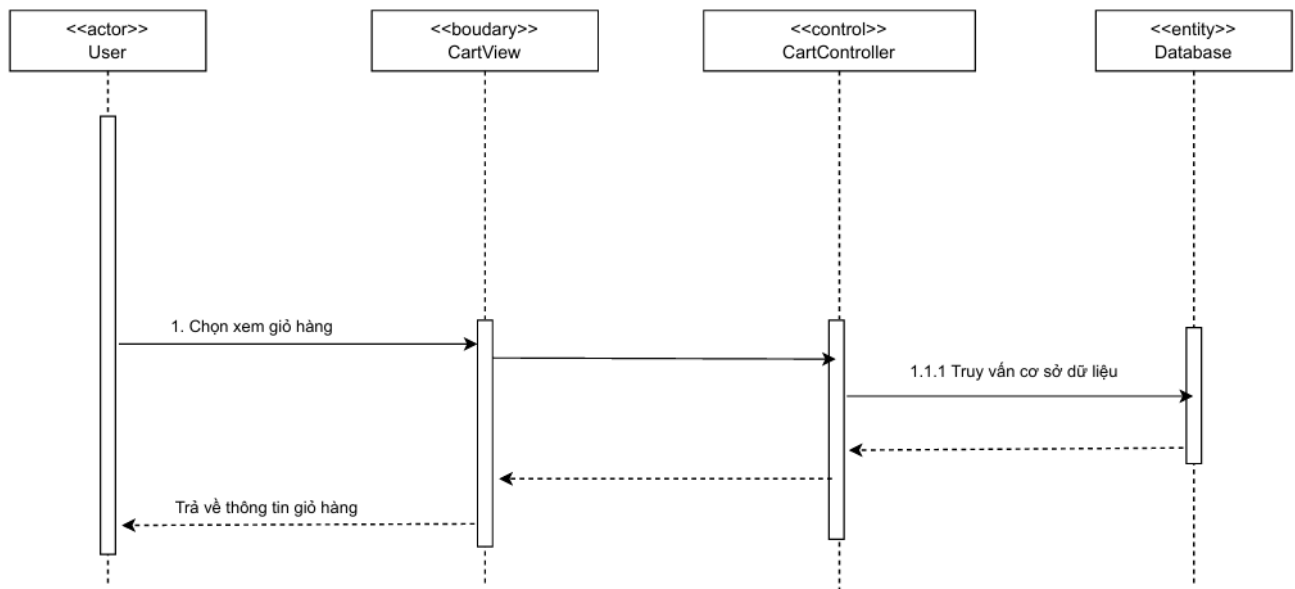 <<actor>>
User
<<boudary>>
CartView
<<control>>
CartController
<<entity>>
Database
1. Chọn xem giỏ hàng
1.1.1 Truy vấn cơ sở dữ liệu
Trả về thông tin giỏ hàng